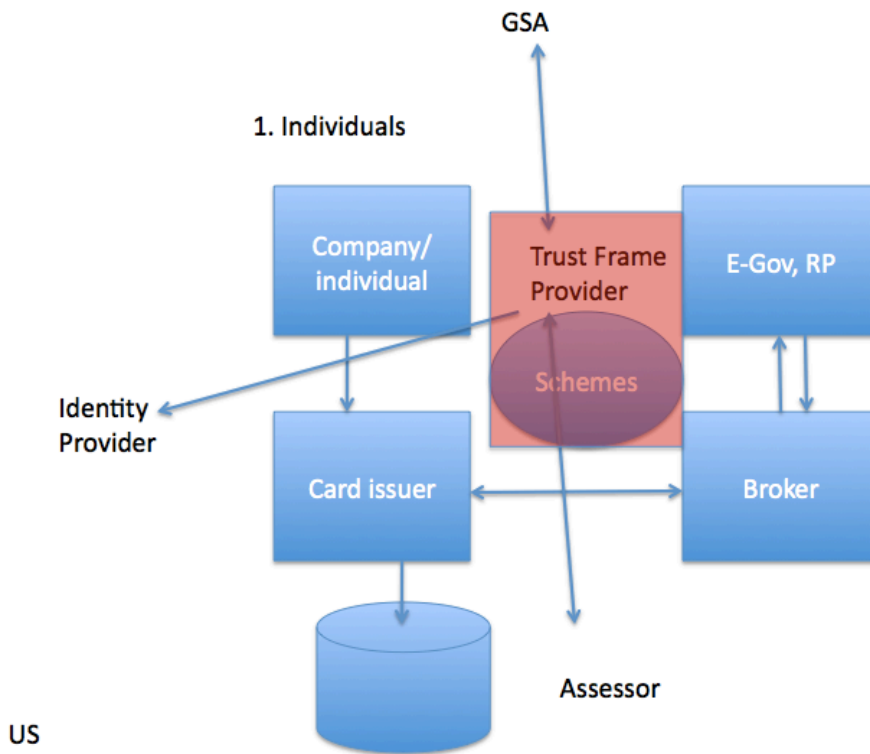 GSA
1. Individuals
Company/
individual
Trust Frame
Provider
E-Gov, RP
Schemes
Identity
Provider
Card issuer
Broker
Assessor
US